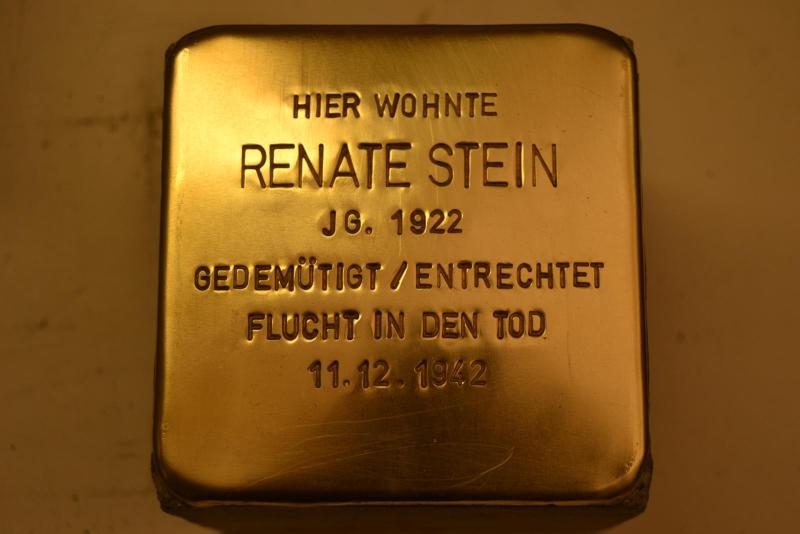 HIER WOHNTE
RENATE STEIN
JG. 1922
GEDEMÜTIGT / ENTRECHTET
FLUCHT IN DEN TOD
11.12.1942